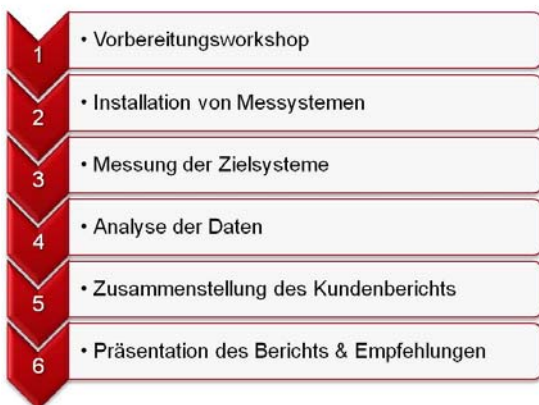 1 • Vorbereitungsworkshop
2 • Installation von Messystemen
3 • Messung der Zielsysteme
4 • Analyse der Daten
5 • Zusammenstellung des Kundenberichts
6 • Präsentation des Berichts & Empfehlungen